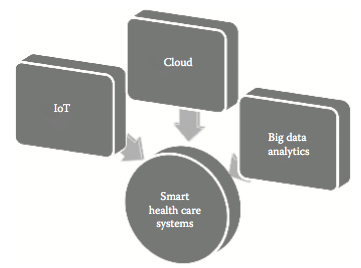 Cloud
IoT
Big data
analytics
Smart
health care
systems